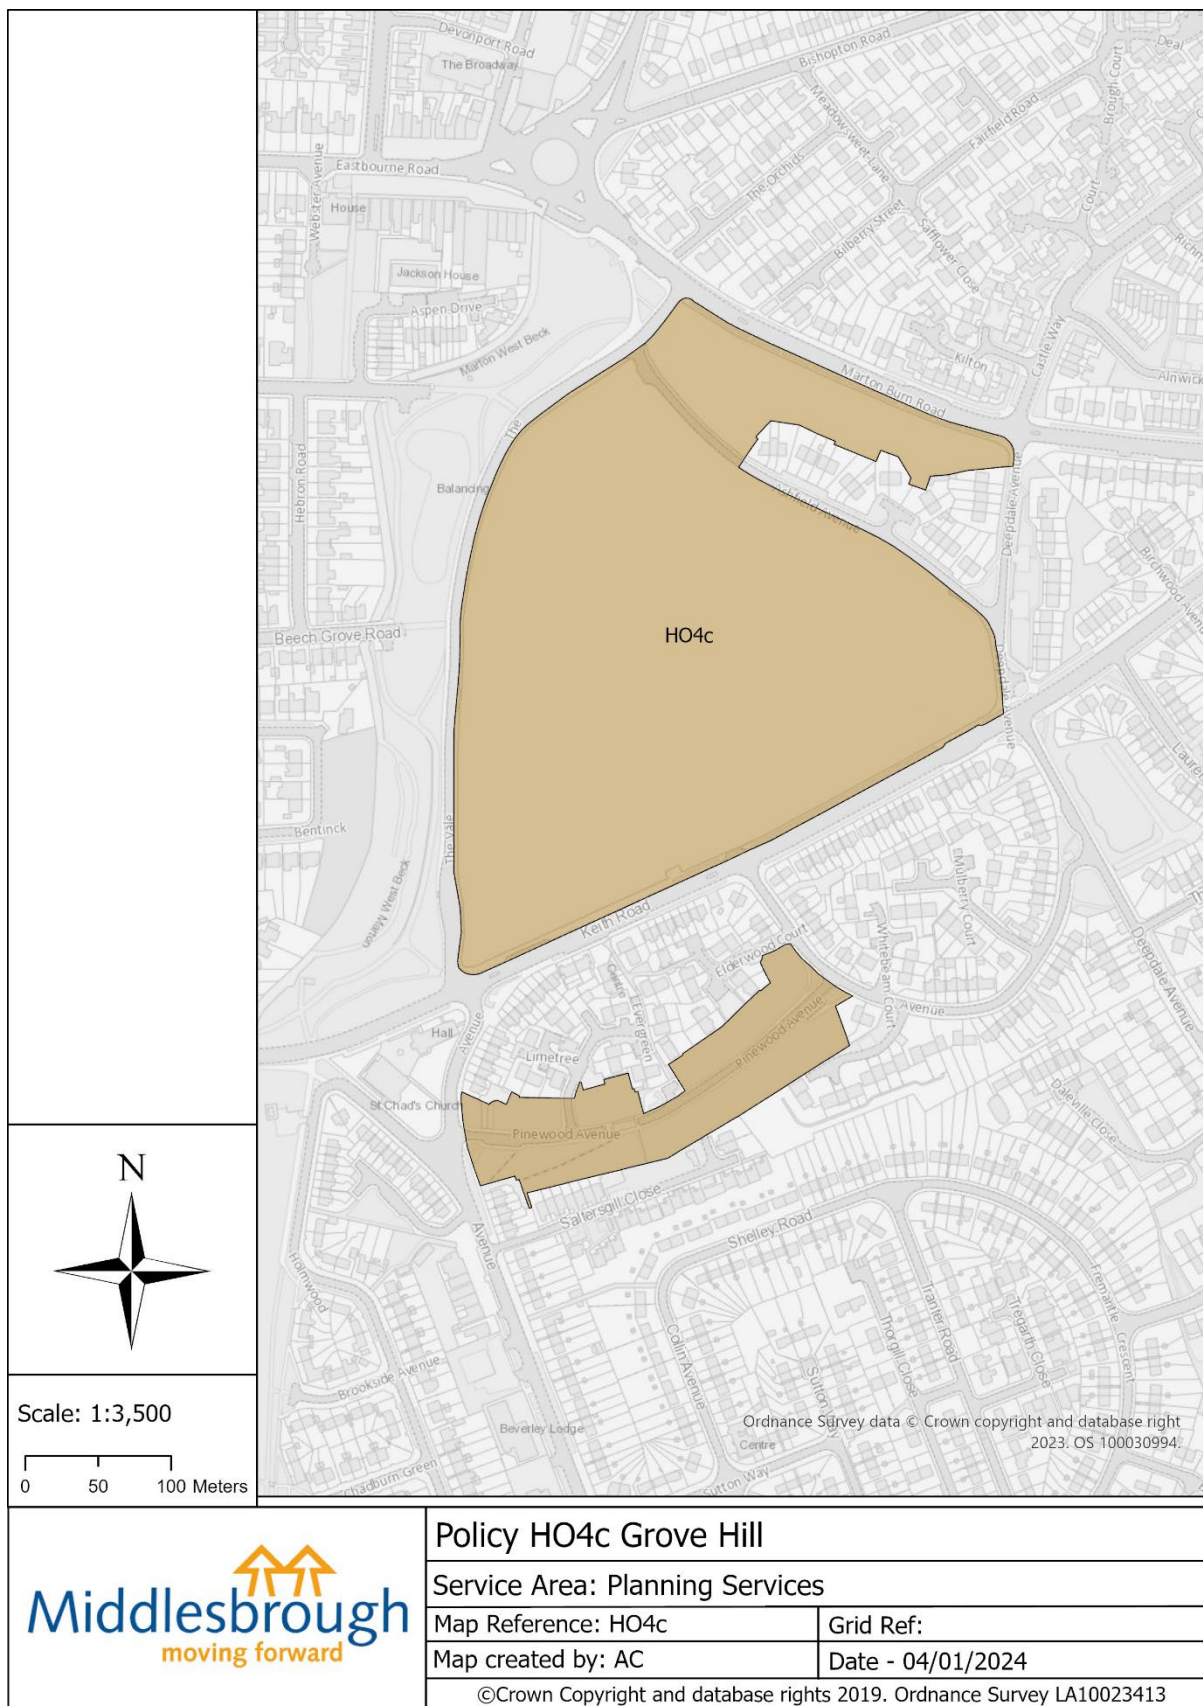 Devonport Road
The Broadway
Bishopton Road
Deal
Brough Court
Meadowsweet Lane
Fairfield Road
Eastbourne Road
The Orchids
Webster Avenue
House
Court
Bilberry Street
Safflower Close
Jackson House
Aspen Drive
Marton West Beck
Kilton
Castle Way
Alnwick
Marton Burn Road
The
Hebron Road
Balancing
Ashfield Avenue
Deepdale Avenue
Birchwood Avenue
Beech Grove Road
HO4c
Deepdale Avenue
Bentinck
The Vale
Marton West Beck
Mulberry Court
Keith Road
Elderwood Court
Whitebeam Court
Deepdale Avenue
Centre
Evergreen
Avenue
Hall
Avenue
Limetree
Pinewood Avenue
St Chad's Church
Pinewood Avenue
Daleville Close
Saltersgill Close
Shelley Road
Avenue
Holmwood
Fremantle Crescent
Tranter Road
Tregarth Close
Thorgill Close
Collin Avenue
Sutton Way
Brookside Avenue
Beverley Lodge
Centre
Chadburn Green
Sutton Way
Ordnance Survey data © Crown copyright and database right
2023. OS 100030994.
N
Scale: 1:3,500
0 50 100 Meters
Middlesbrough
moving forward
Policy HO4c Grove Hill
Service Area: Planning Services
Map Reference: HO4c
Grid Ref:
Map created by: AC
Date - 04/01/2024
©Crown Copyright and database rights 2019. Ordnance Survey LA10023413